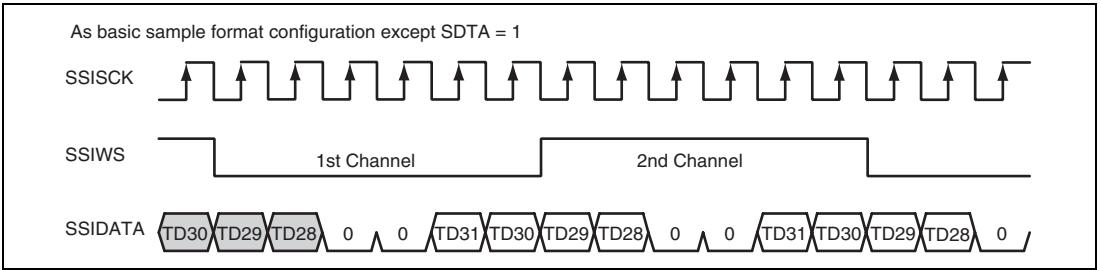 As basic sample format configuration except SDTA = 1
SSISCK
SSIWS 1st Channel 2nd Channel
SSIDATA TD30 TD29 TD28 0 0 TD31 TD30 TD29 TD28 0 0 TD31 TD30 TD29 TD28 0